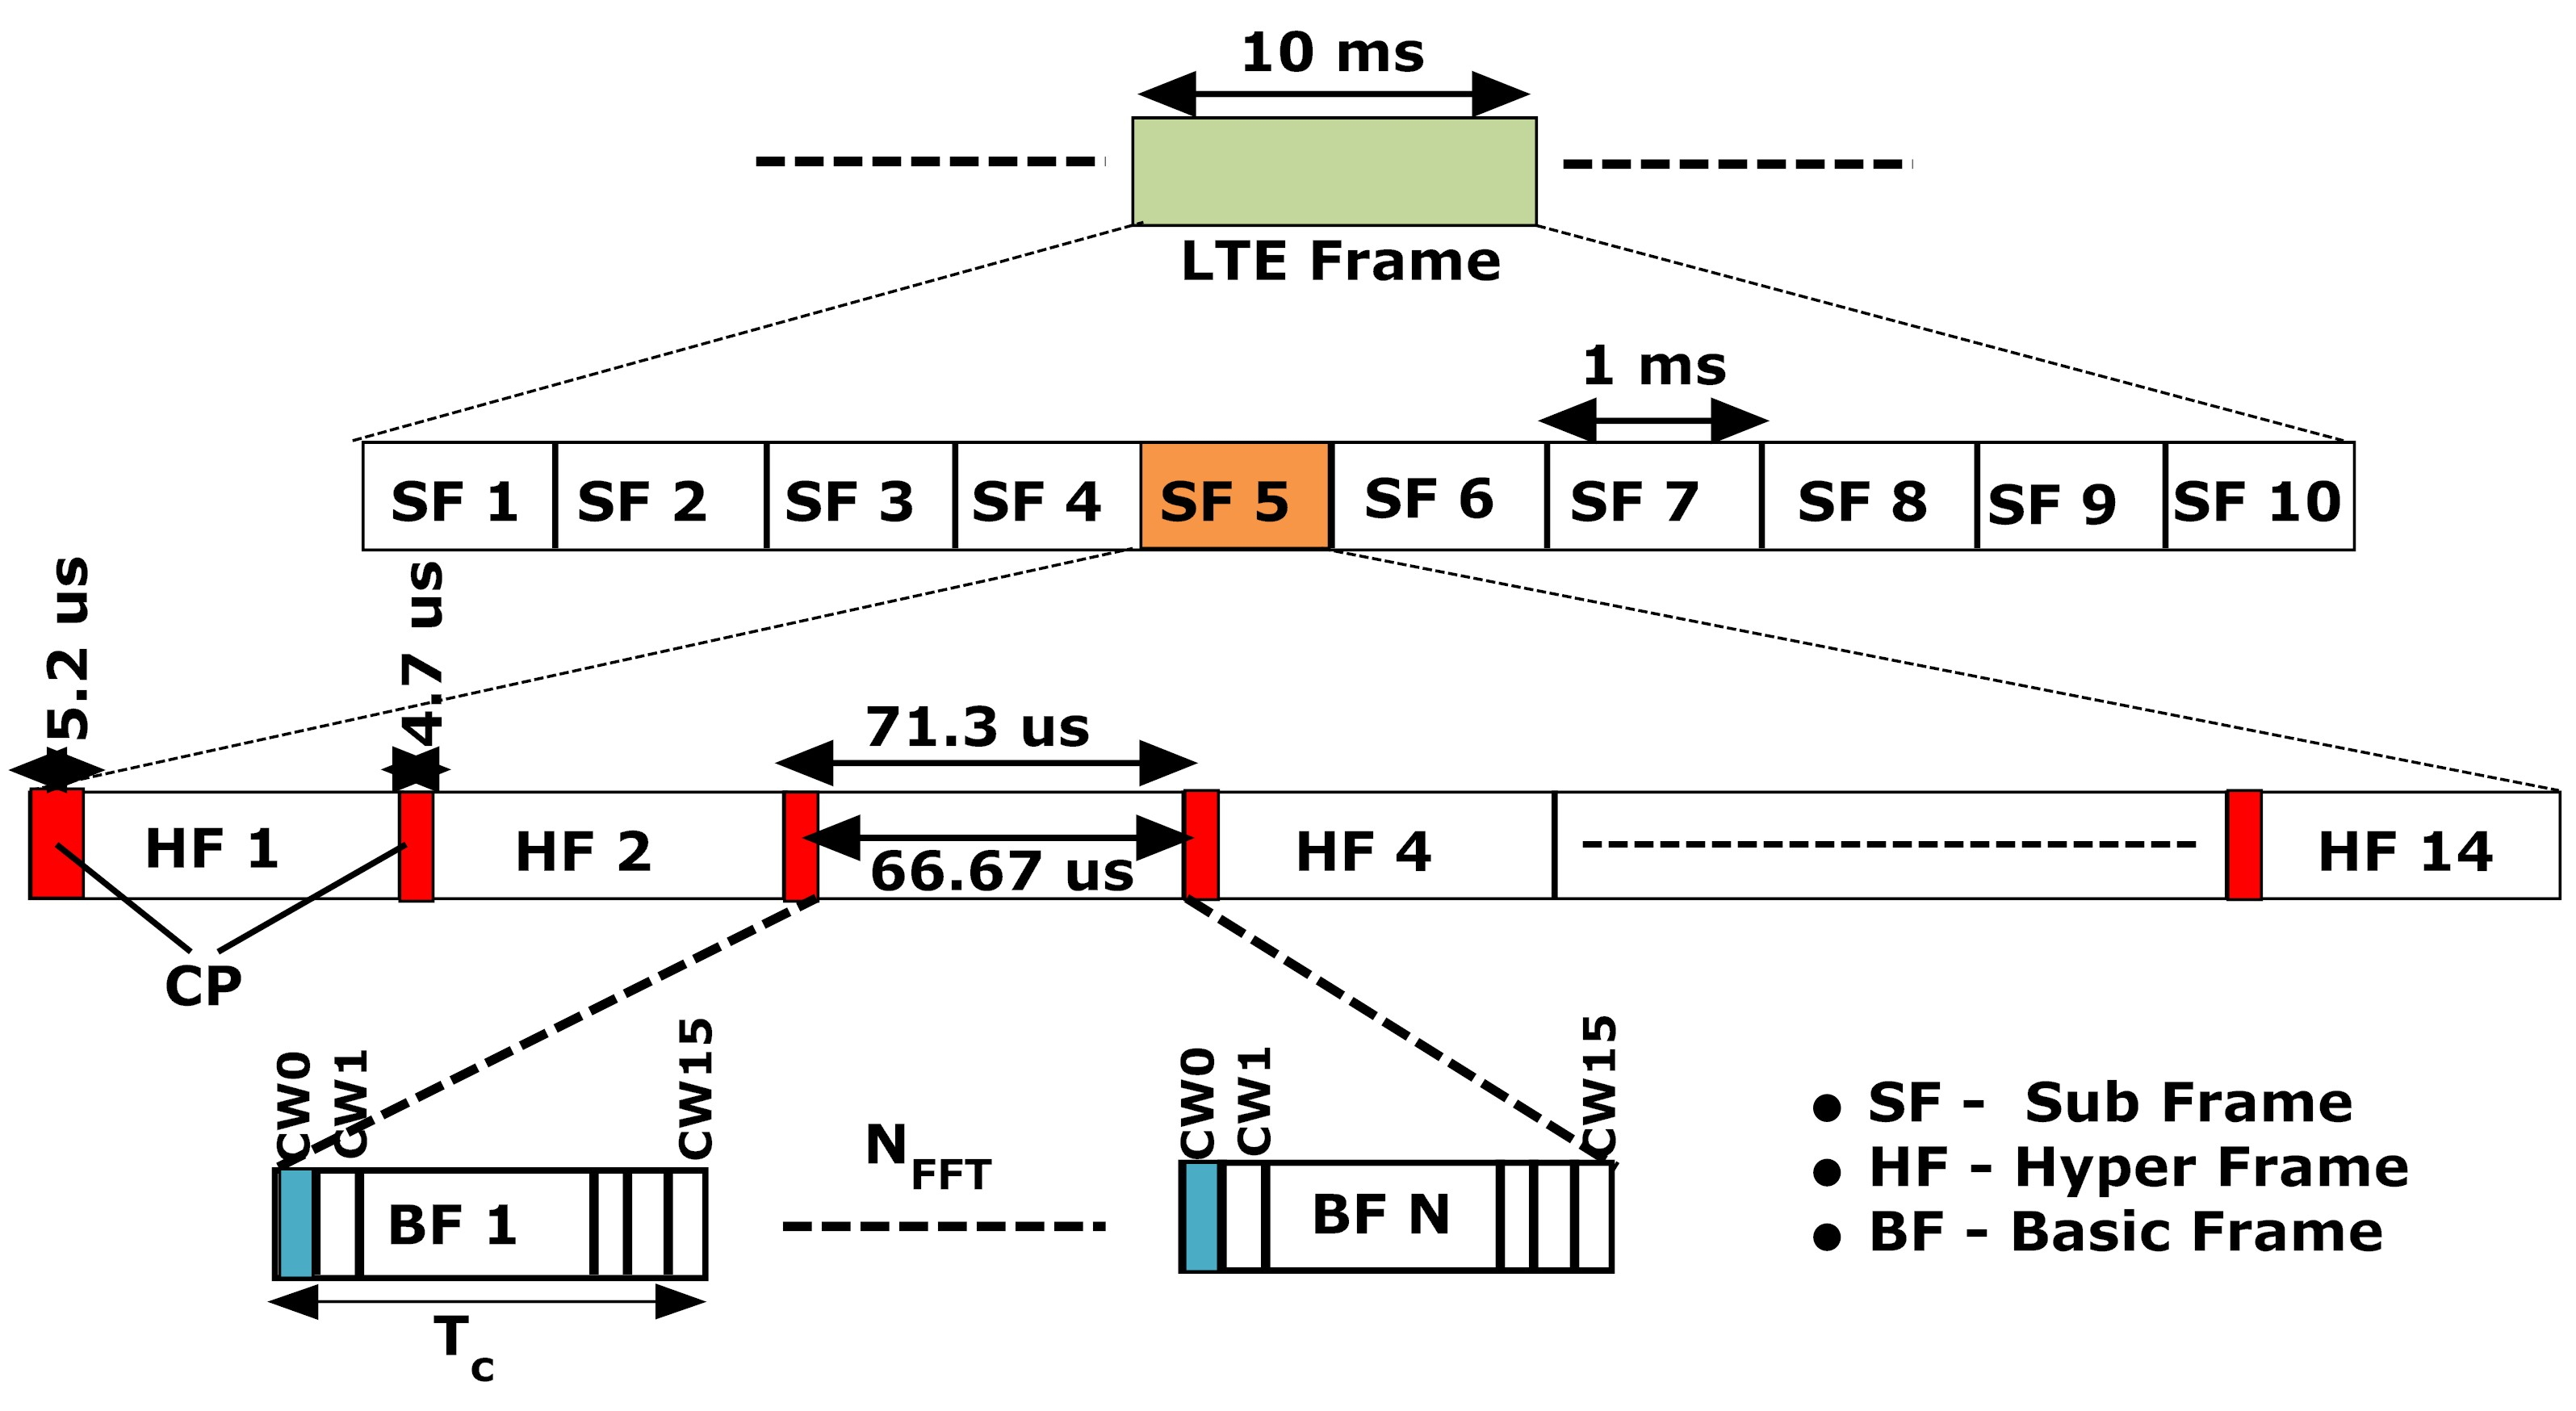 10 ms
LTE Frame
1 ms
SF 1 SF 2 SF 3 SF 4 SF 5 SF 6 SF 7 SF 8 SF 9 SF 10
5.2 us
4.7 us
71.3 us
HF 1 HF 2 66.67 us HF 4 HF 14
CP
CW0 CW1 CW15 CW0 CW1 CW15
N FFT
BF 1 BF N
T c
● SF - Sub Frame
● HF - Hyper Frame
● BF - Basic Frame